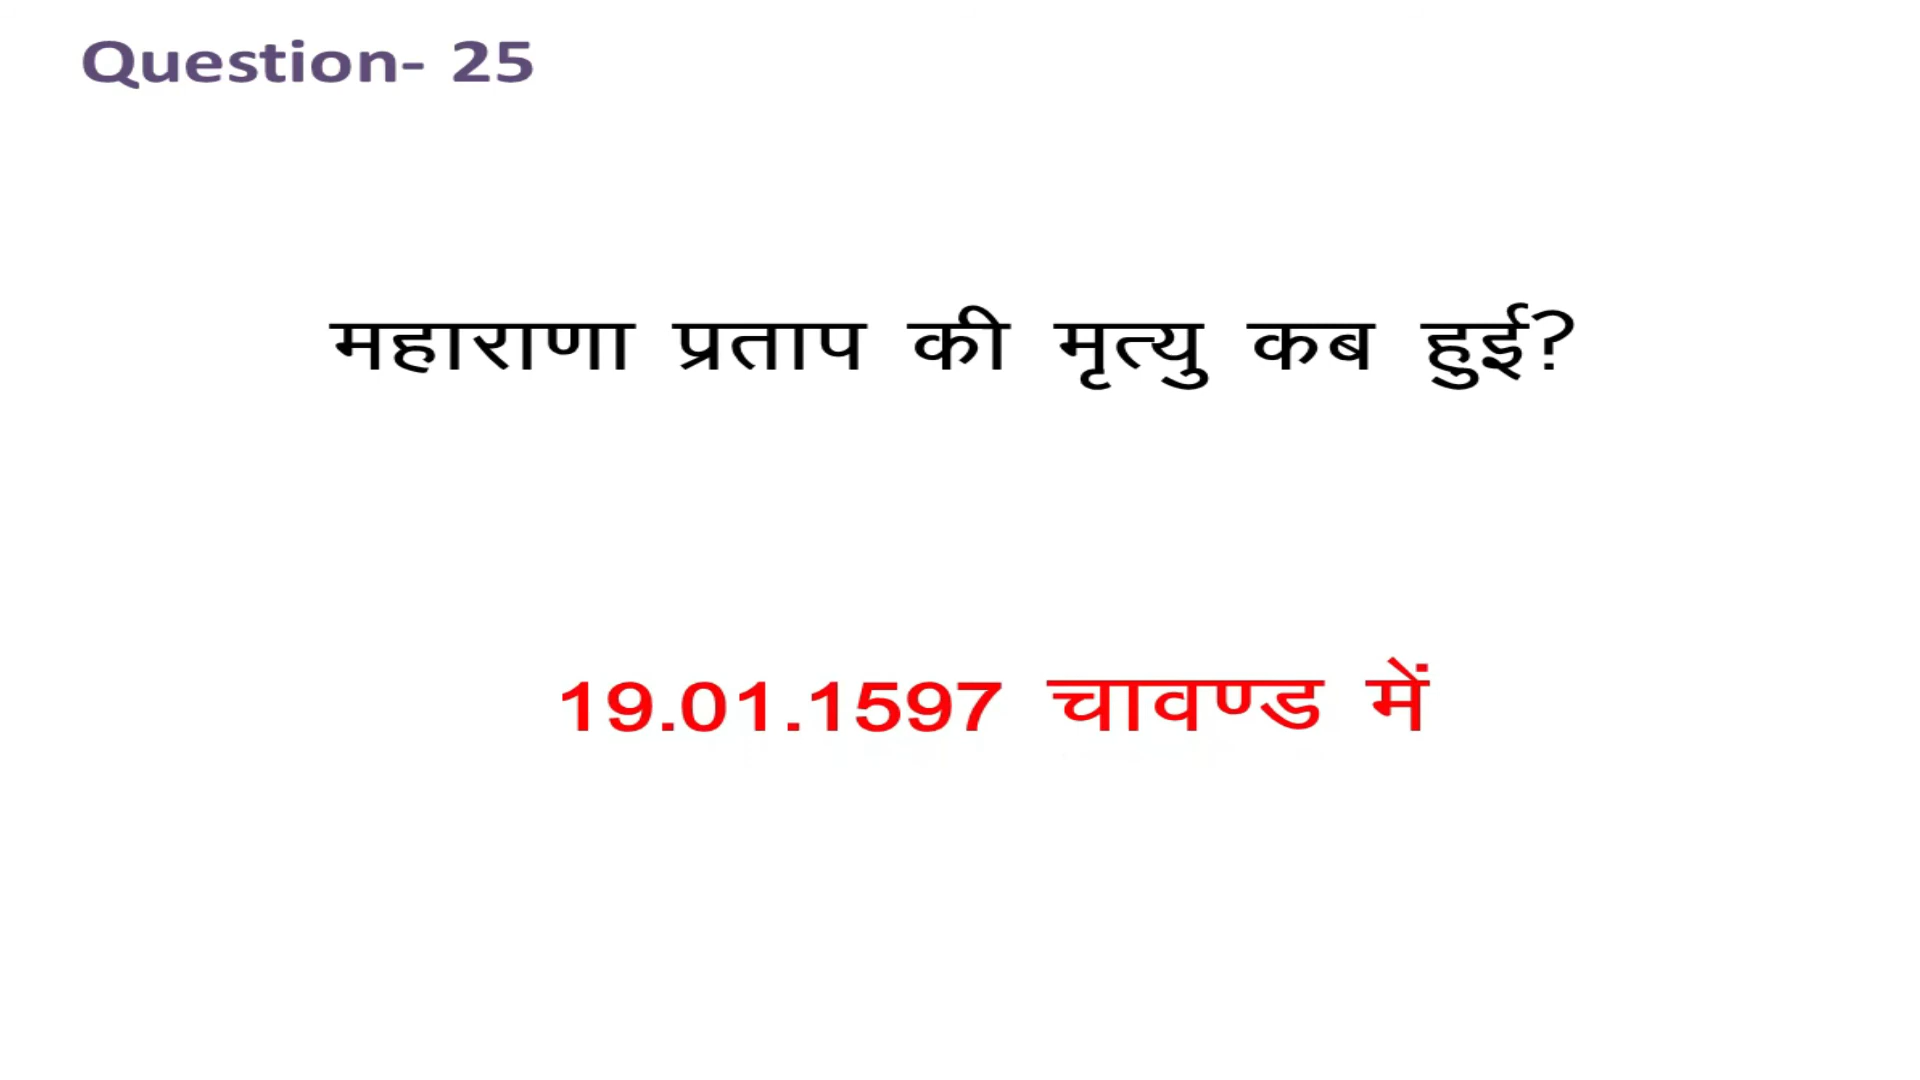 Question- 25
महाराणा प्रताप की मृत्यु कब हुई?
19.01.1597 चावण्ड में